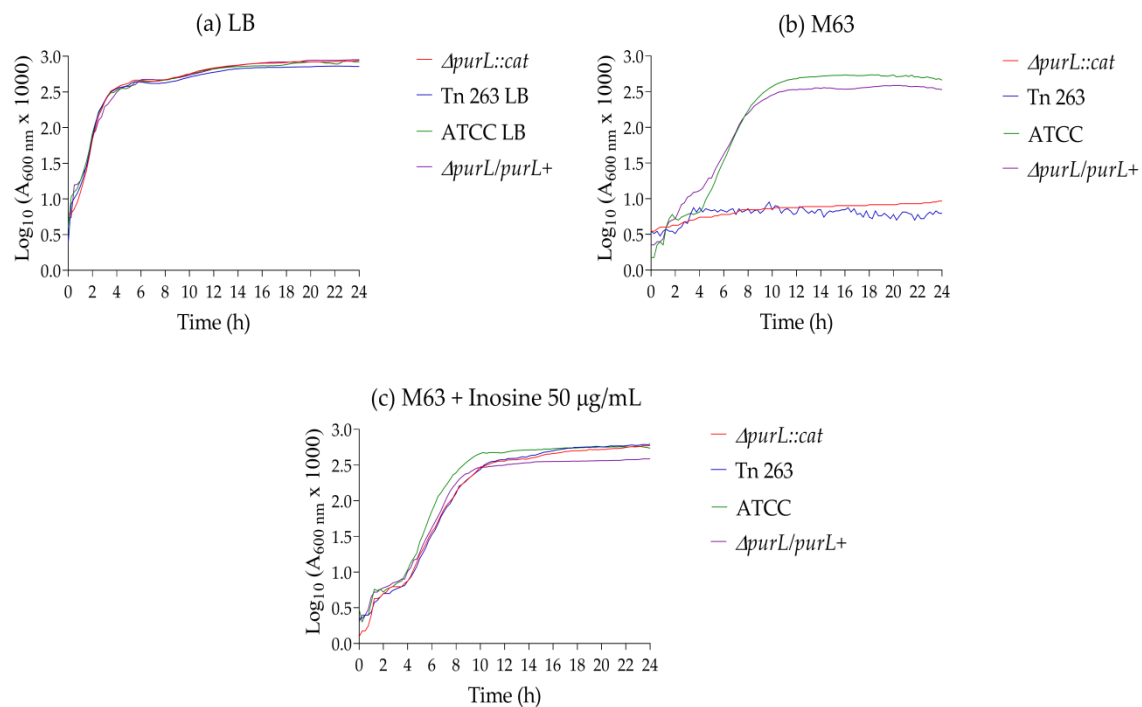 (a) LB
Log10 (A600 nm x 1000)
3.0
2.5
2.0
1.5
1.0
0.5
0.0
0 2 4 6 8 10 12 14 16 18 20 22 24
Time (h)
ΔpurL::cat
Tn 263 LB
ATCC LB
ΔpurL/purL+
(b) M63
Log10 (A600 nm x 1000)
3.0
2.5
2.0
1.5
1.0
0.5
0.0
0 2 4 6 8 10 12 14 16 18 20 22 24
Time (h)
ΔpurL::cat
Tn 263
ATCC
ΔpurL/purL+
(c) M63 + Inosine 50 µg/mL
Log10 (A600 nm x 1000)
3.0
2.5
2.0
1.5
1.0
0.5
0.0
0 2 4 6 8 10 12 14 16 18 20 22 24
Time (h)
ΔpurL::cat
Tn 263
ATCC
ΔpurL/purL+